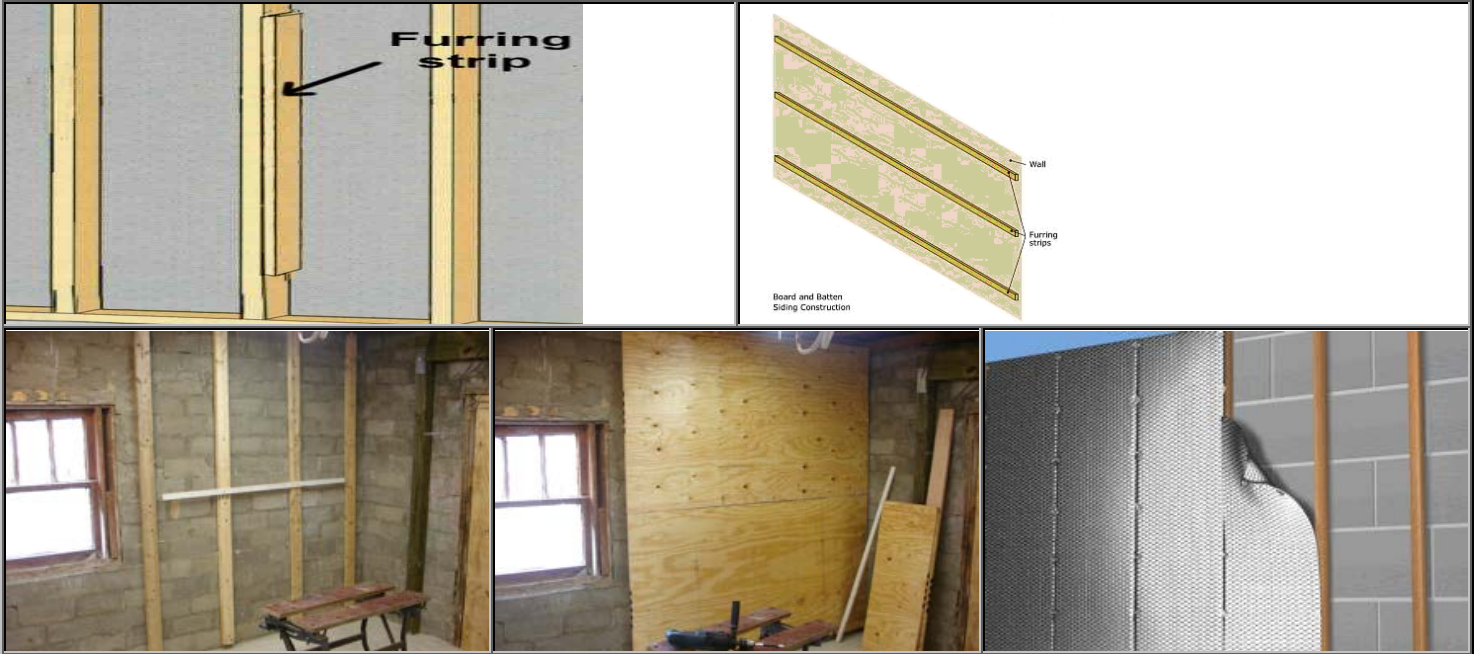 Furring
strip
Wall
Furring
strips
Board and Batten
Siding Construction